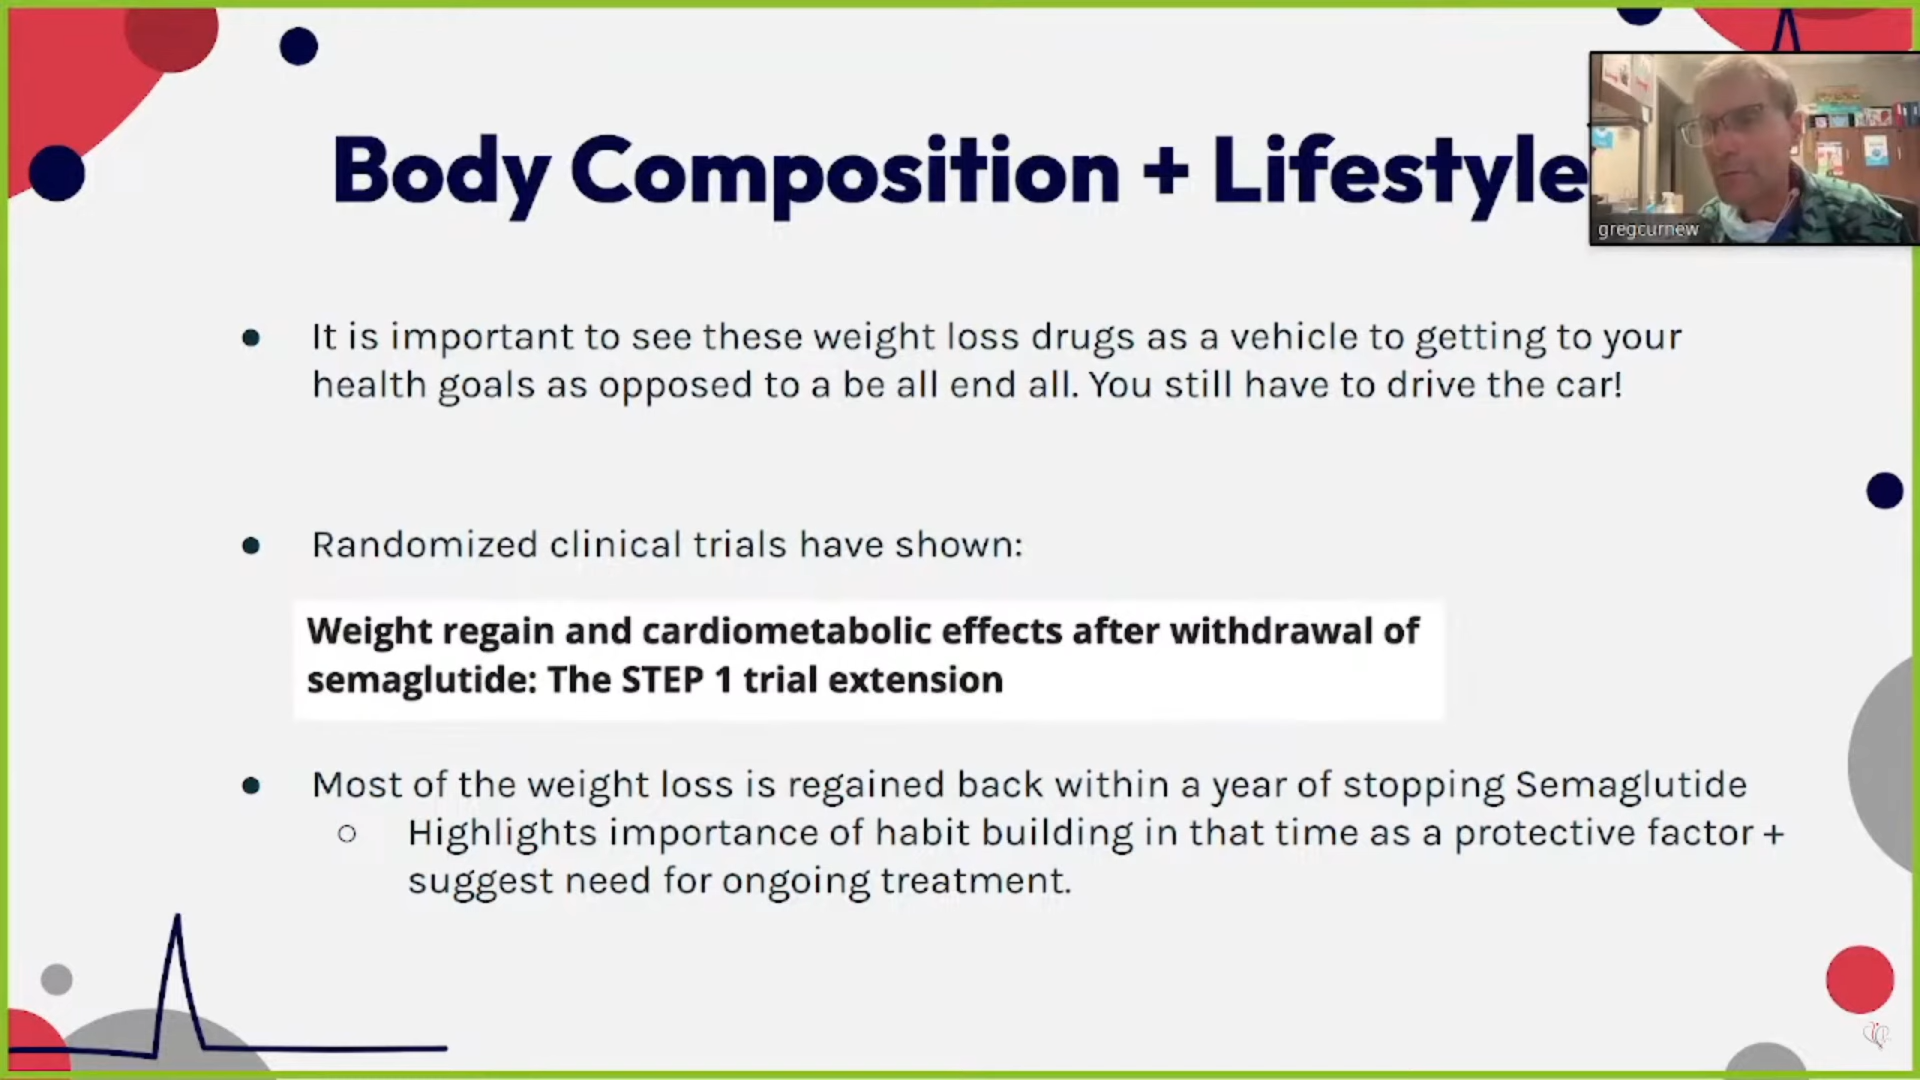 Body Composition + Lifestyle
gregcurnew
It is important to see these weight loss drugs as a vehicle to getting to your
health goals as opposed to a be all end all. You still have to drive the car!
Randomized clinical trials have shown:
Weight regain and cardiometabolic effects after withdrawal of
semaglutide: The STEP 1 trial extension
Most of the weight loss is regained back within a year of stopping Semaglutide
Highlights importance of habit building in that time as a protective factor +
suggest need for ongoing treatment.